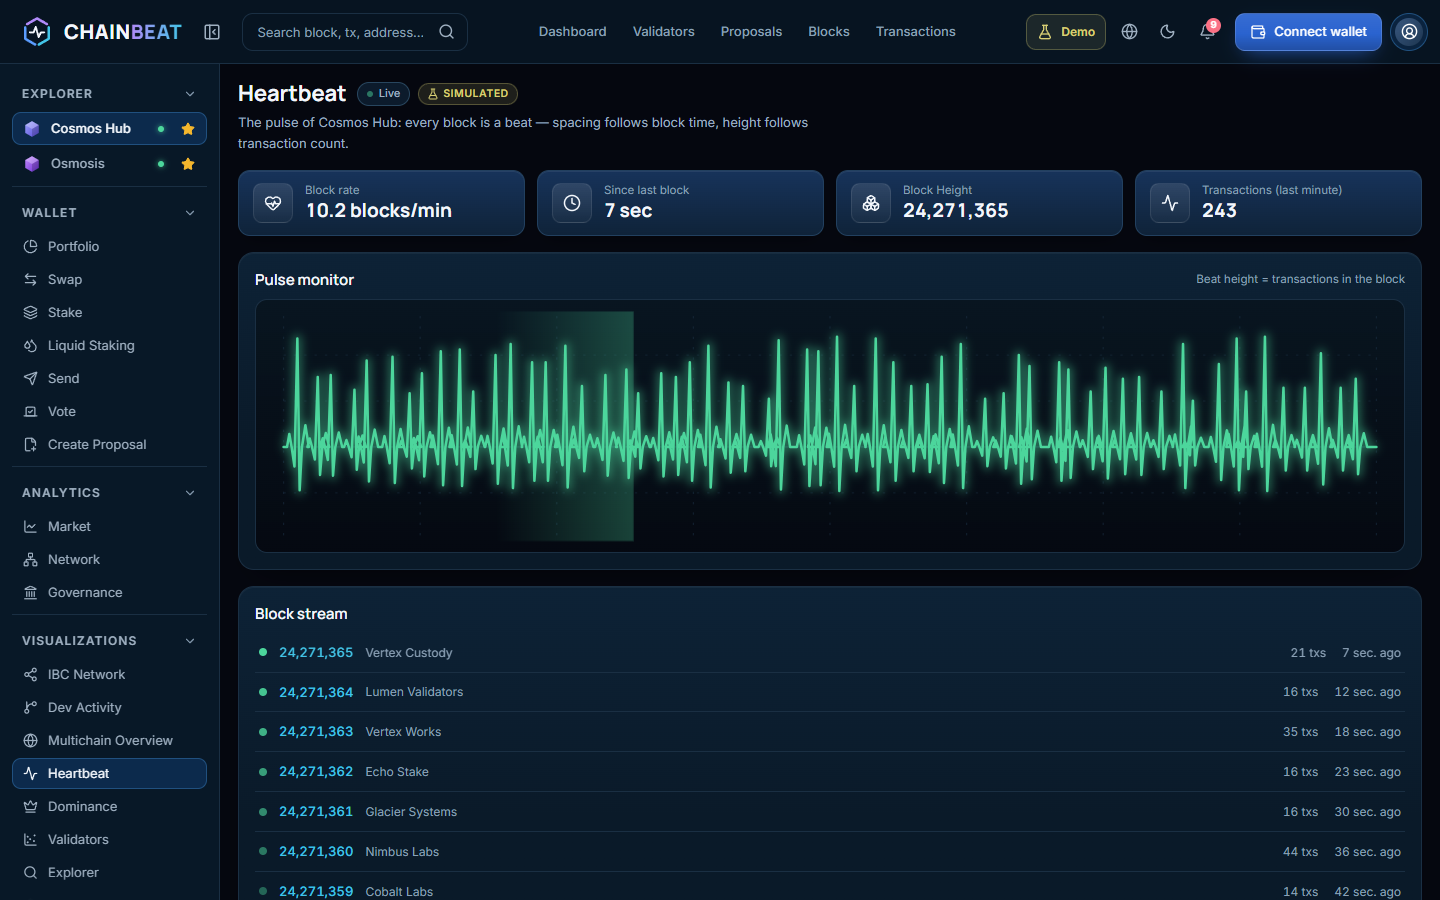 CHAINBEAT
Search block, tx, address...
Dashboard
Validators
Proposals
Blocks
Transactions
Demo
9
Connect wallet
EXPLORER
Cosmos Hub
Osmosis
WALLET
Portfolio
Swap
Stake
Liquid Staking
Send
Vote
Create Proposal
ANALYTICS
Market
Network
Governance
VISUALIZATIONS
IBC Network
Dev Activity
Multichain Overview
Heartbeat
Dominance
Validators
Explorer
Heartbeat
Live
SIMULATED
The pulse of Cosmos Hub: every block is a beat — spacing follows block time, height follows
transaction count.
Block rate
10.2 blocks/min
Since last block
7 sec
Block Height
24,271,365
Transactions (last minute)
243
Pulse monitor
Beat height = transactions in the block
Block stream
24,271,365 Vertex Custody 21 txs 7 sec. ago
24,271,364 Lumen Validators 16 txs 12 sec. ago
24,271,363 Vertex Works 35 txs 18 sec. ago
24,271,362 Echo Stake 16 txs 23 sec. ago
24,271,361 Glacier Systems 16 txs 30 sec. ago
24,271,360 Nimbus Labs 44 txs 36 sec. ago
24,271,359 Cobalt Labs 14 txs 42 sec. ago